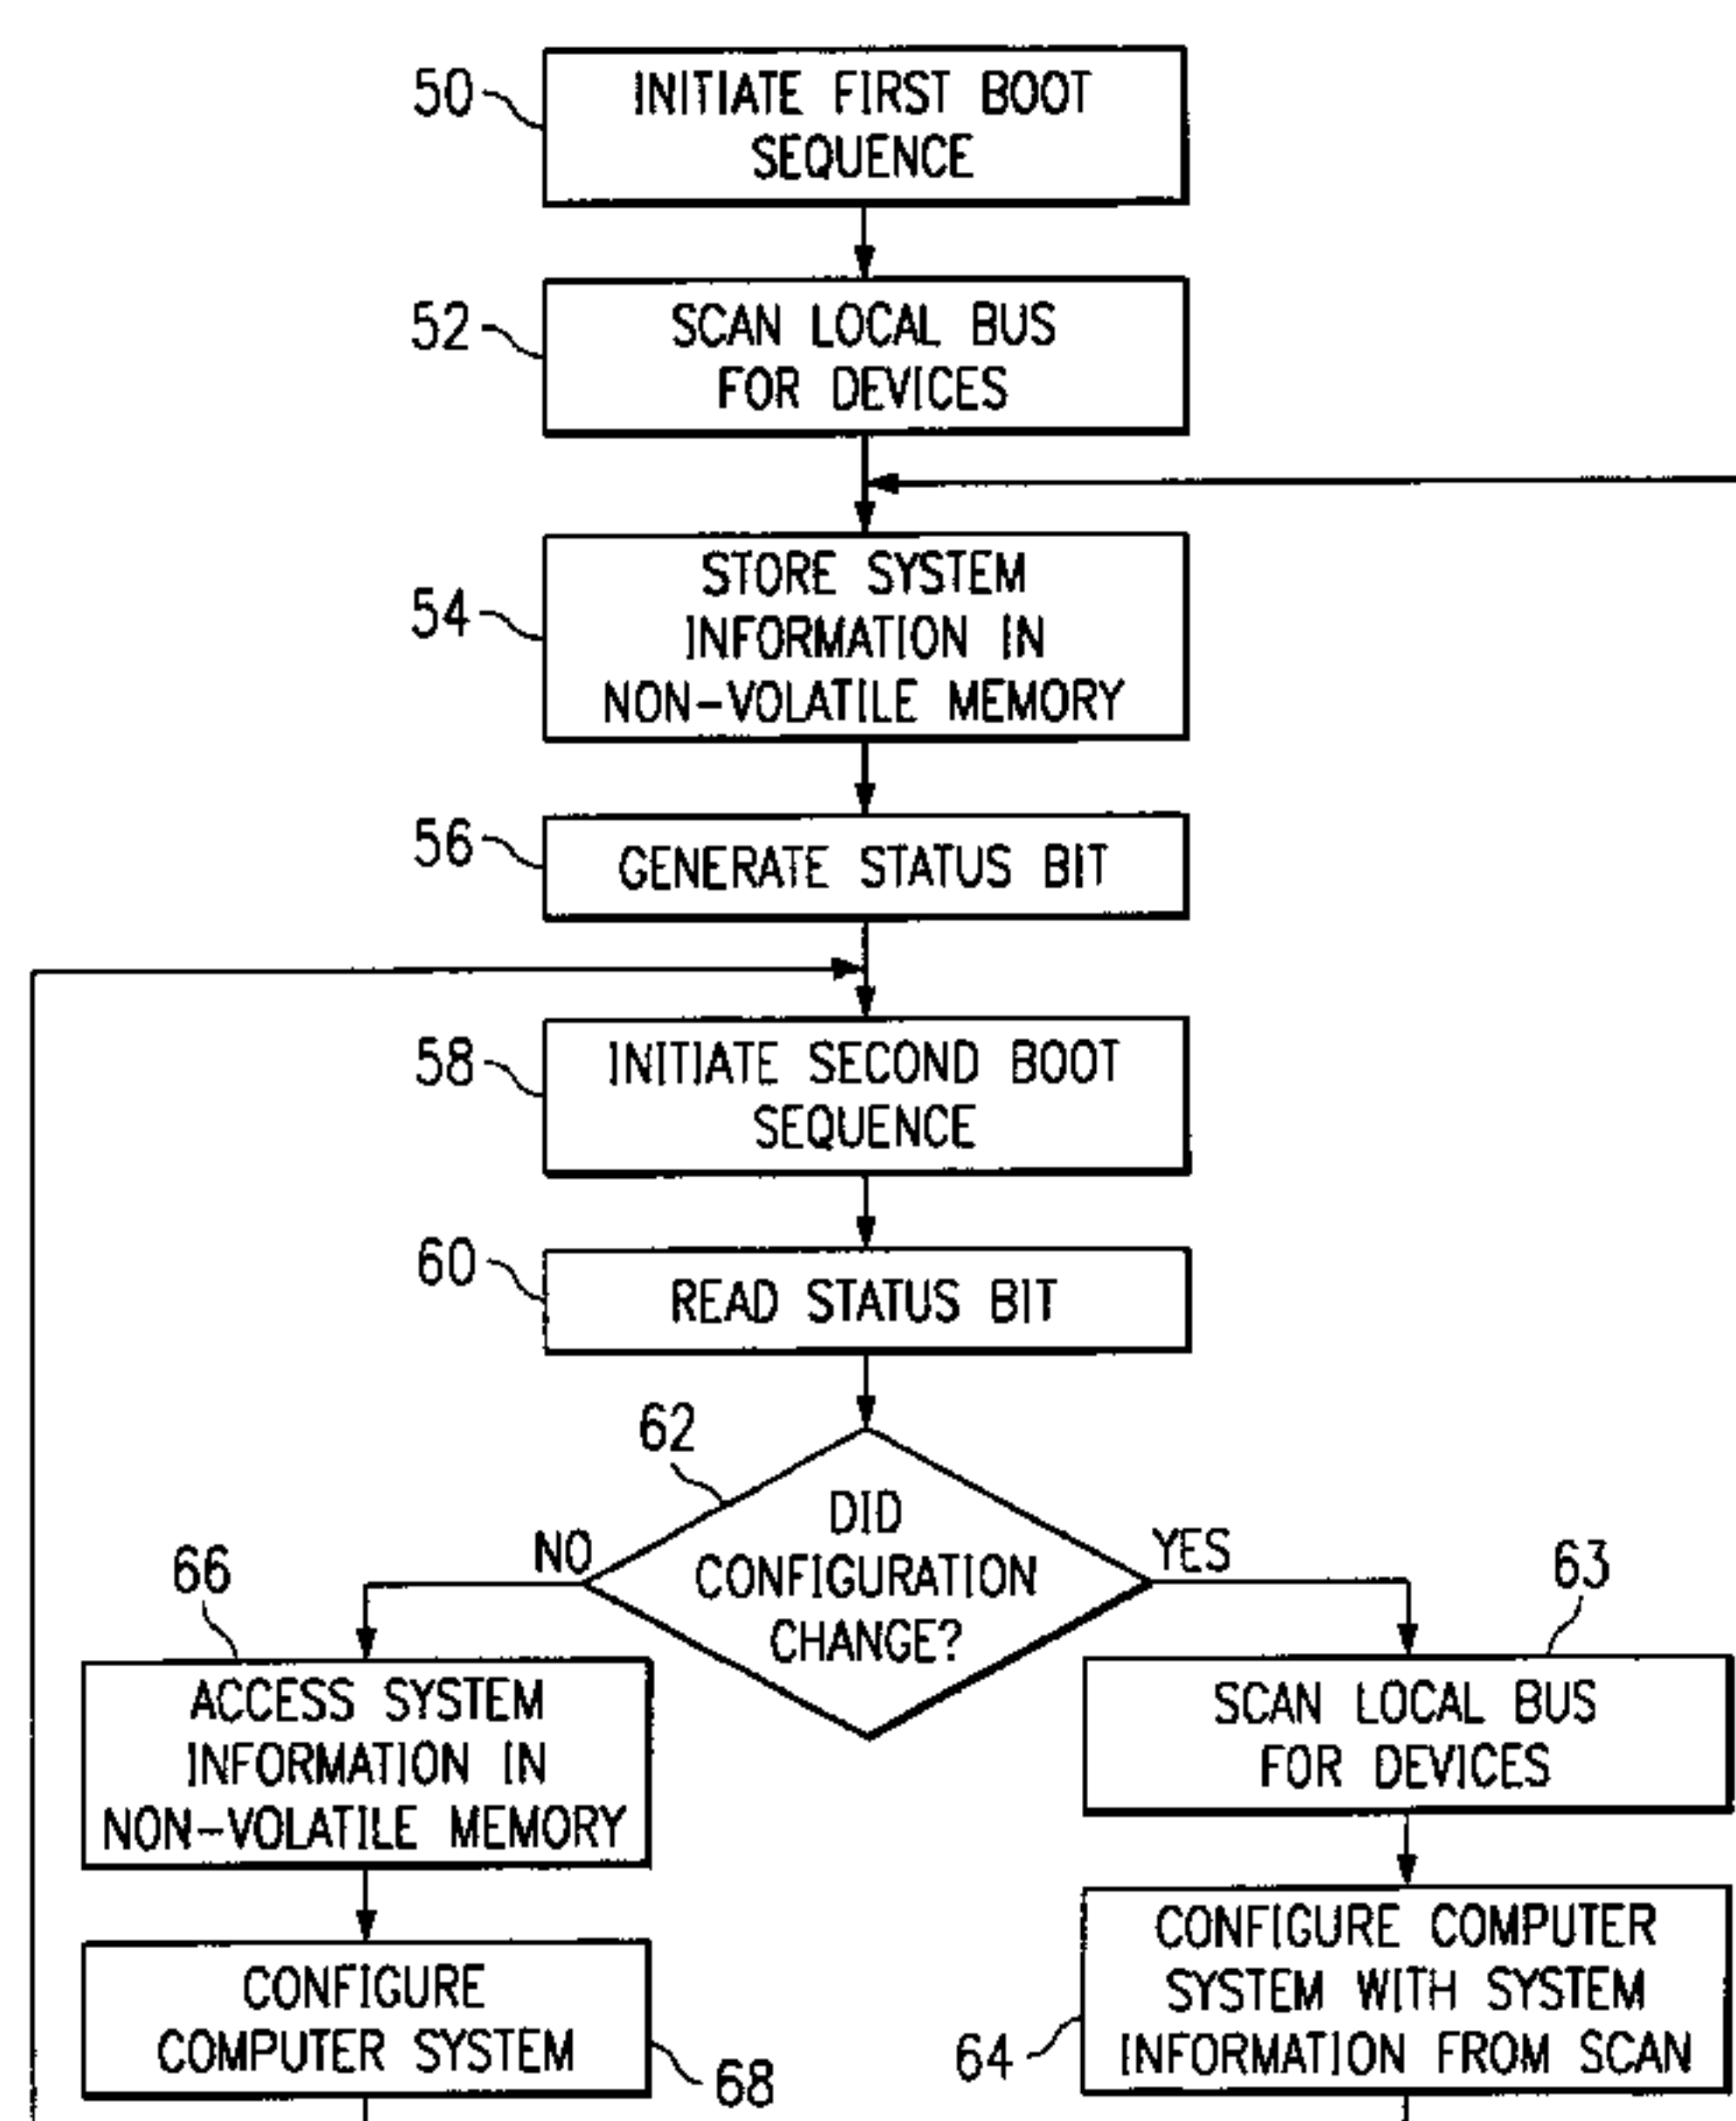 50
INITIATE FIRST BOOT
SEQUENCE
52
SCAN LOCAL BUS
FOR DEVICES
54
STORE SYSTEM
INFORMATION IN
NON-VOLATILE MEMORY
56
GENERATE STATUS BIT
58
INITIATE SECOND BOOT
SEQUENCE
60
READ STATUS BIT
62
DID
CONFIGURATION
CHANGE?
NO
YES
66
ACCESS SYSTEM
INFORMATION IN
NON-VOLATILE MEMORY
63
SCAN LOCAL BUS
FOR DEVICES
CONFIGURE
COMPUTER SYSTEM
68
64
CONFIGURE COMPUTER
SYSTEM WITH SYSTEM
INFORMATION FROM SCAN